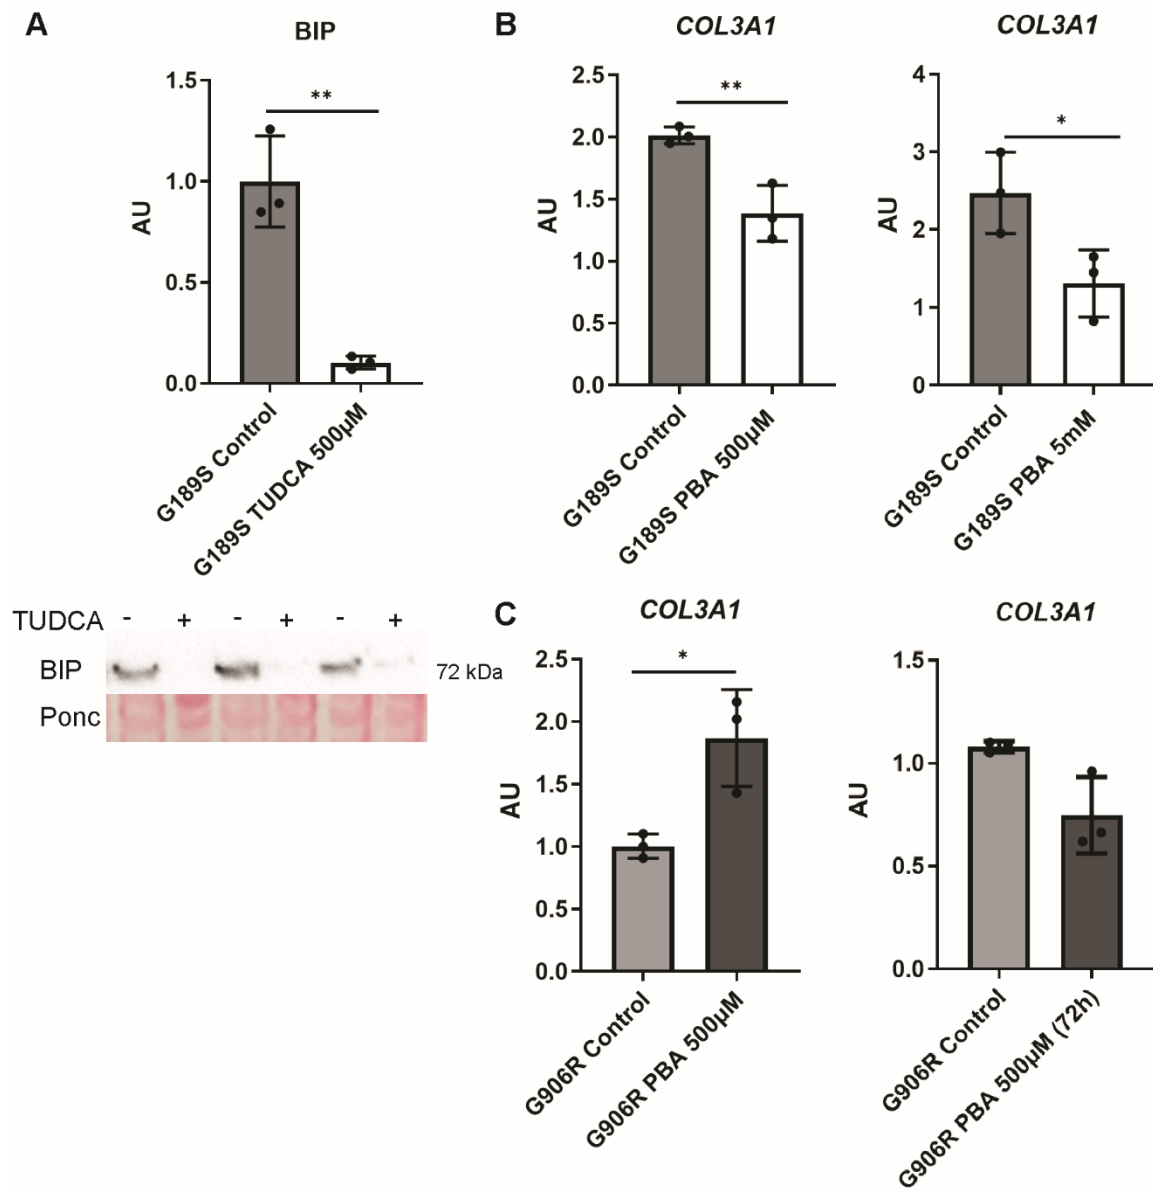 A
BIP
**
1.5
1.0
0.5
0.0
AU
G189S Control
G189S TUDCA 500µM
TUDCA - + - + - +
BIP
72 kDa
Ponc
B
COL3A1
**
2.5
2.0
1.5
1.0
0.5
0.0
AU
G189S Control
G189S PBA 500µM
COL3A1
*
4
3
2
1
0
AU
G189S Control
G189S PBA 5mM
C
COL3A1
*
2.5
2.0
1.5
1.0
0.5
0.0
AU
G906R Control
G906R PBA 500µM
COL3A1
1.5
1.0
0.5
0.0
AU
G906R Control
G906R PBA 500µM (72h)